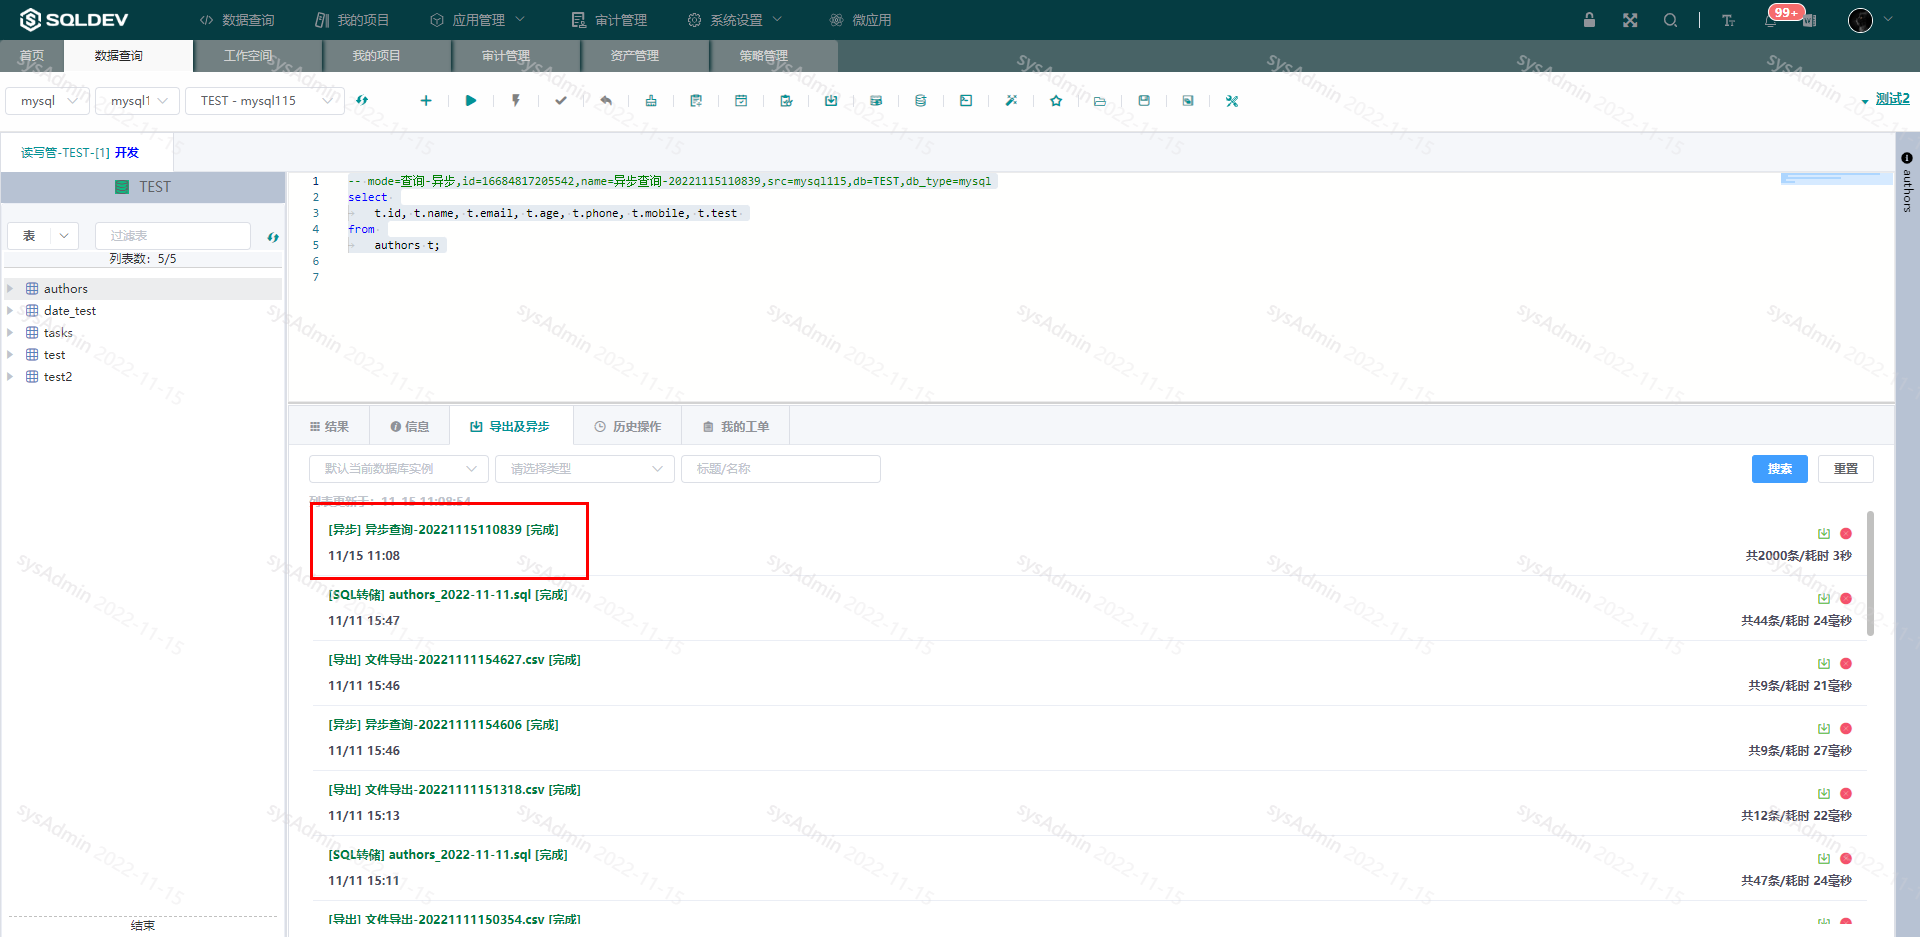 SQLDEV
数据查询
我的项目
应用管理
审计管理
系统设置
微应用
99+
首页
数据查询
工作空间
我的项目
审计管理
资产管理
策略管理
mysql
mysql1
TEST - mysql115
测试2
读写管-TEST-[1] 开发
TEST
表
过滤表
列表数：5/5
authors
date_test
tasks
test
test2
结束
1 -- mode=查询-异步,id=16684817205542,name=异步查询-20221115110839,src=mysql115,db=TEST,db_type=mysql
2 select
3 t.id, t.name, t.email, t.age, t.phone, t.mobile, t.test
4 from
5 authors t;
6
7
authors
结果
信息
导出及异步
历史操作
我的工单
默认当前数据库实例
请选择类型
标题/名称
搜索
重置
列表更新于：11-15 11:08:54
[异步] 异步查询-20221115110839 [完成]
11/15 11:08
共2000条/耗时 3秒
[SQL转储] authors_2022-11-11.sql [完成]
11/11 15:47
共44条/耗时 24毫秒
[导出] 文件导出-20221111154627.csv [完成]
11/11 15:46
共9条/耗时 21毫秒
[异步] 异步查询-20221111154606 [完成]
11/11 15:46
共9条/耗时 27毫秒
[导出] 文件导出-20221111151318.csv [完成]
11/11 15:13
共12条/耗时 22毫秒
[SQL转储] authors_2022-11-11.sql [完成]
11/11 15:11
共47条/耗时 24毫秒
[导出] 文件导出-20221111150354.csv [完成]
sysAdmin 2022-11-15